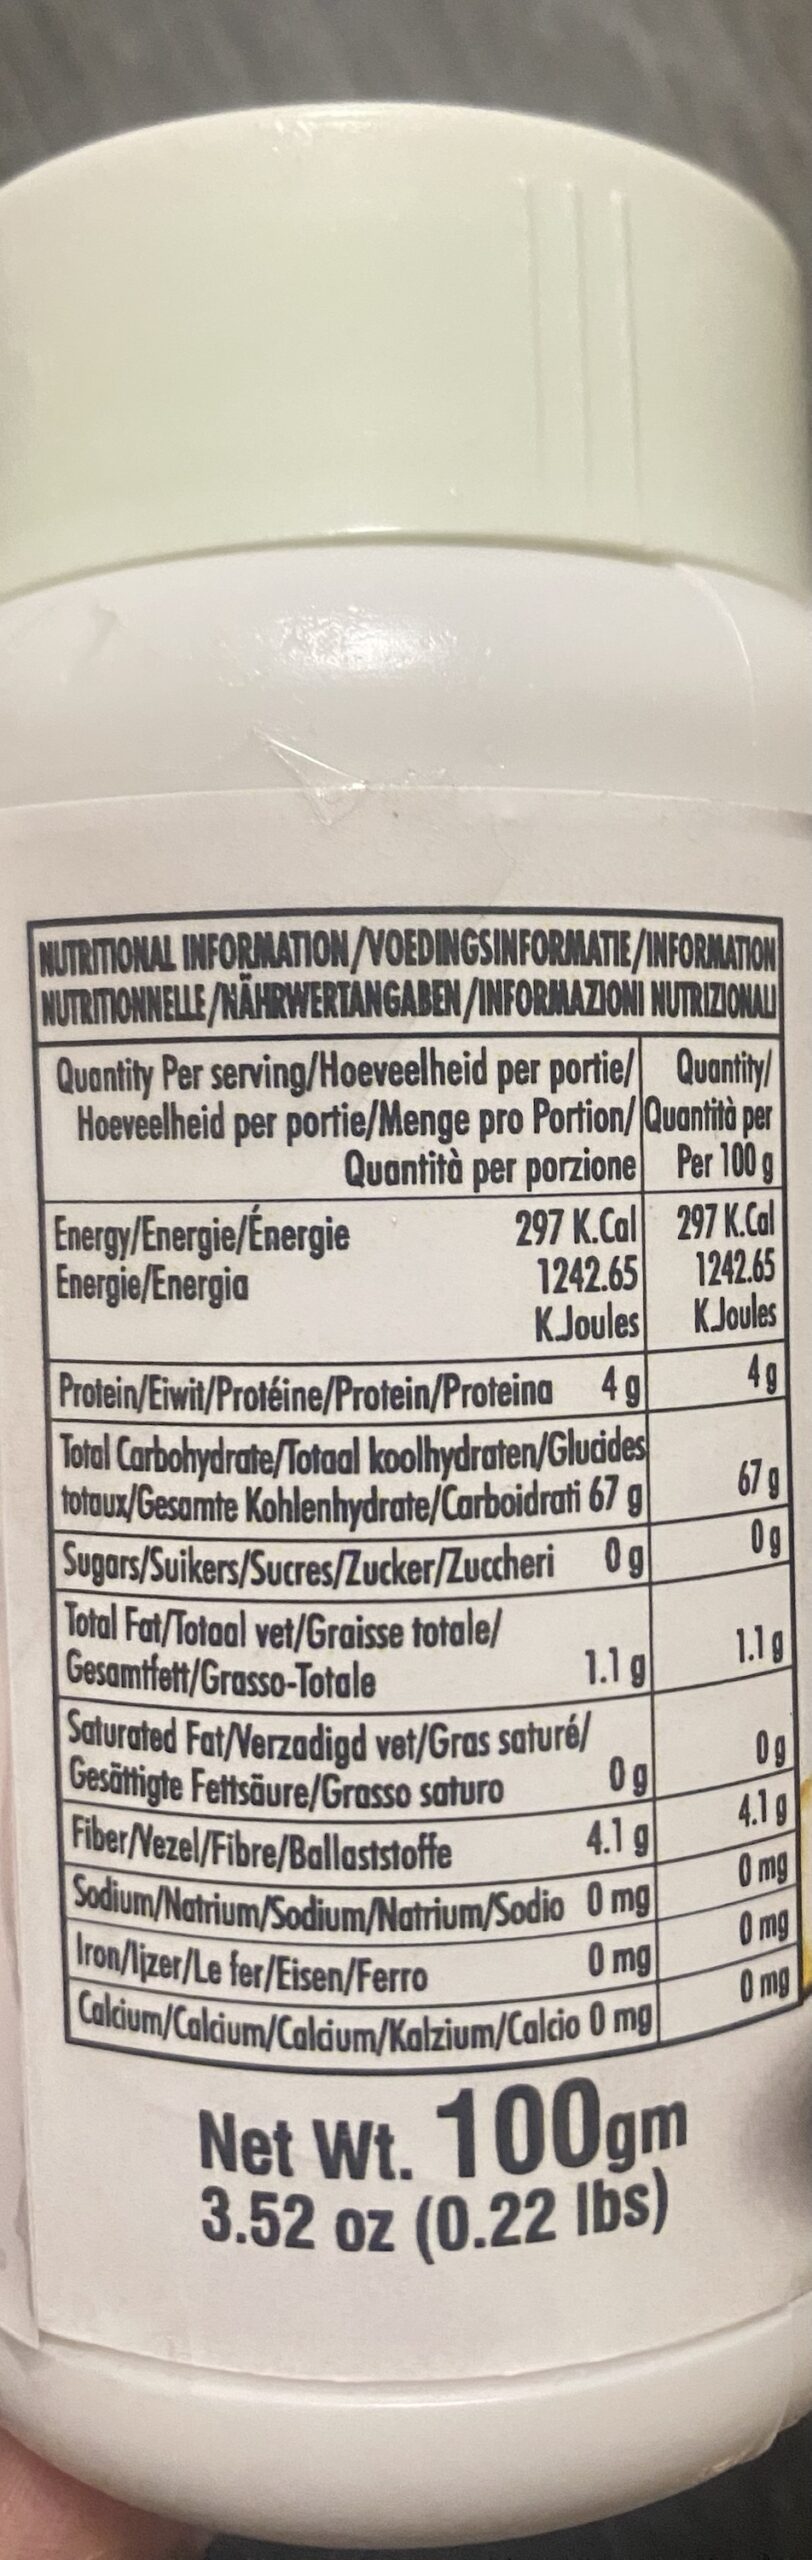 NUTRITIONAL INFORMATION/VOEDINGSINFORMATIE/INFORMATION
NUTRITIONNELLE/NÄHRWERTANGABEN/INFORMAZIONI NUTRIZIONALI
Quantity Per serving/Hoeveelheid per portie/ Quantity/
Hoeveelheid per portie/Menge pro Portion/ Quantità per
Quantità per porzione Per 100 g
Energy/Energie/Énergie 297 K.Cal 297 K.Cal
Energie/Energia 1242.65 1242.65
K.Joules K.Joules
Protein/Eiwit/Protéine/Protein/Proteina 4 g 4 g
Total Carbohydrate/Totaal koolhydraten/Glucides
totaux/Gesamte Kohlenhydrate/Carboidrati 67 g 67 g
Sugars/Suikers/Sucres/Zucker/Zuccheri 0 g 0 g
Total Fat/Totaal vet/Graisse totale/
Gesamtfett/Grasso-Totale 1.1 g 1.1 g
Saturated Fat/Verzadigd vet/Gras saturé/
Gesättigte Fettsäure/Grasso saturo 0 g 0 g
Fiber/Vezel/Fibre/Ballaststoffe 4.1 g 4.1 g
Sodium/Natrium/Sodium/Natrium/Sodio 0 mg 0 mg
Iron/Ijzer/Le fer/Eisen/Ferro 0 mg 0 mg
Calcium/Calcium/Calcium/Kalzium/Calcio 0 mg 0 mg
Net Wt. 100gm
3.52 oz (0.22 lbs)